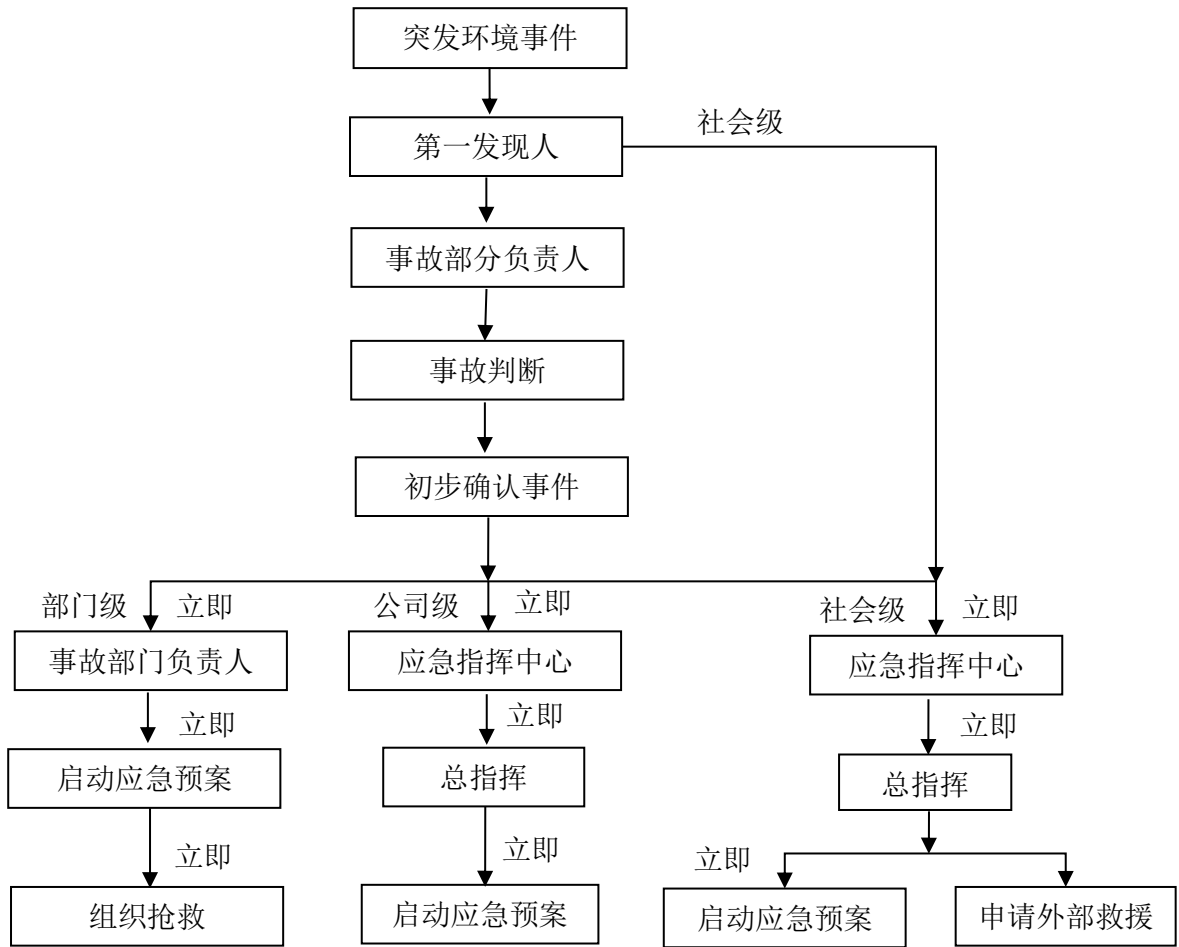 突发环境事件
社会级
第一发现人
事故部分负责人
事故判断
初步确认事件
部门级 立即
公司级 立即
社会级 立即
事故部门负责人
应急指挥中心
应急指挥中心
立即
立即
立即
启动应急预案
总指挥
总指挥
立即
立即
立即
组织抢救
启动应急预案
启动应急预案
申请外部救援